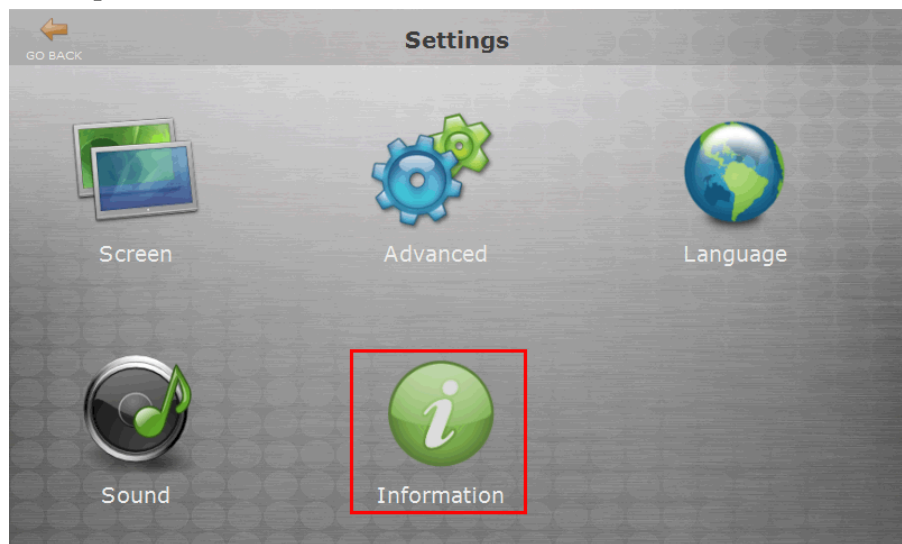 Settings
GO BACK
Screen
Advanced
Language
Sound
Information